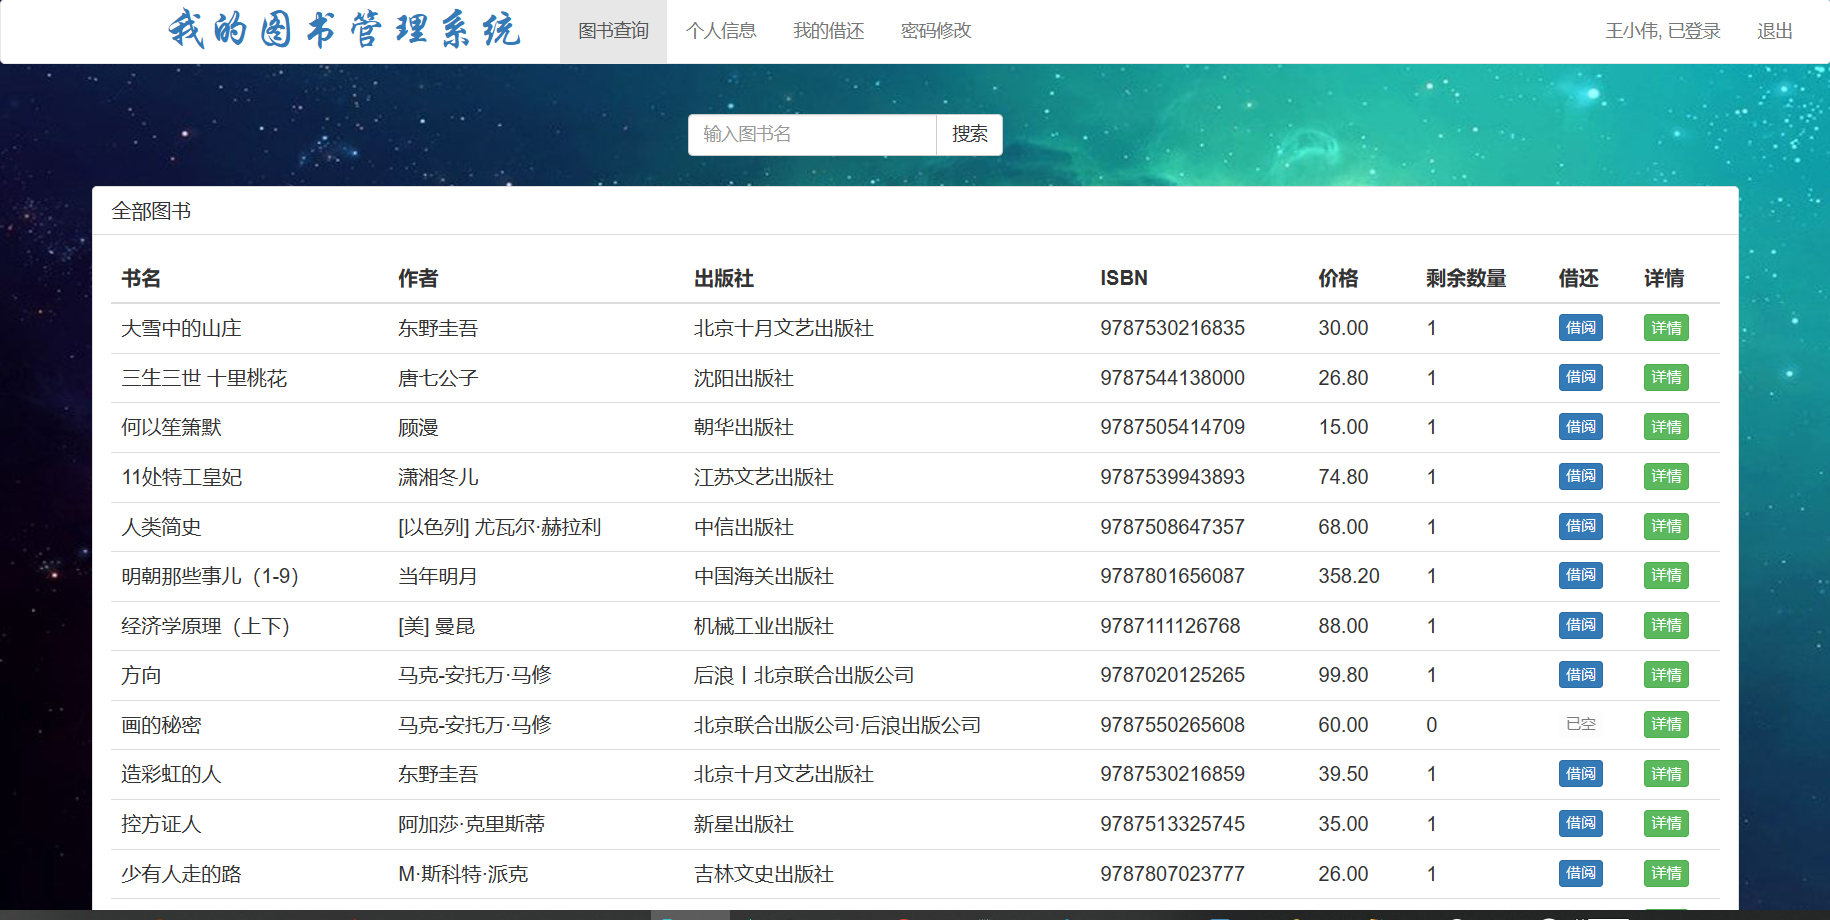 我的图书管理系统 图书查询 个人信息 我的借还 密码修改 王小伟, 已登录 退出
输入图书名 搜索
全部图书
书名 作者 出版社 ISBN 价格 剩余数量 借还 详情
大雪中的山庄 东野圭吾 北京十月文艺出版社 9787530216835 30.00 1 借阅 详情
三生三世 十里桃花 唐七公子 沈阳出版社 9787544138000 26.80 1 借阅 详情
何以笙箫默 顾漫 朝华出版社 9787505414709 15.00 1 借阅 详情
11处特工皇妃 潇湘冬儿 江苏文艺出版社 9787539943893 74.80 1 借阅 详情
人类简史 [以色列] 尤瓦尔·赫拉利 中信出版社 9787508647357 68.00 1 借阅 详情
明朝那些事儿（1-9） 当年明月 中国海关出版社 9787801656087 358.20 1 借阅 详情
经济学原理（上下） [美] 曼昆 机械工业出版社 9787111126768 88.00 1 借阅 详情
方向 马克-安托万·马修 后浪丨北京联合出版公司 9787020125265 99.80 1 借阅 详情
画的秘密 马克-安托万·马修 北京联合出版公司·后浪出版公司 9787550265608 60.00 0 已空 详情
造彩虹的人 东野圭吾 北京十月文艺出版社 9787530216859 39.50 1 借阅 详情
控方证人 阿加莎·克里斯蒂 新星出版社 9787513325745 35.00 1 借阅 详情
少有人走的路 M·斯科特·派克 吉林文史出版社 9787807023777 26.00 1 借阅 详情